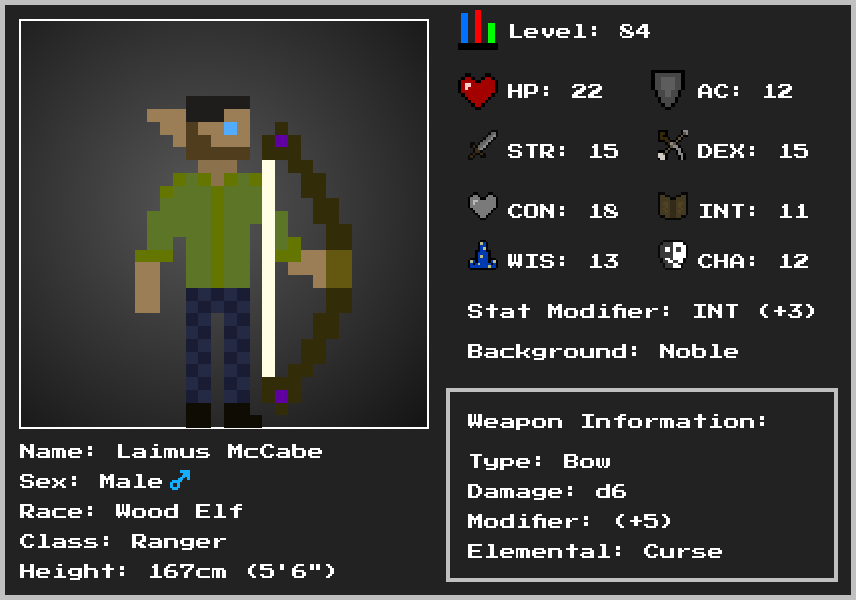 Level: 84
HP: 22 AC: 12
STR: 15 DEX: 15
CON: 18 INT: 11
WIS: 13 CHA: 12
Stat Modifier: INT (+3)
Background: Noble
Weapon Information:
Type: Bow
Damage: d6
Modifier: (+5)
Elemental: Curse
Name: Laimus McCabe
Sex: Male ♂
Race: Wood Elf
Class: Ranger
Height: 167cm (5'6")